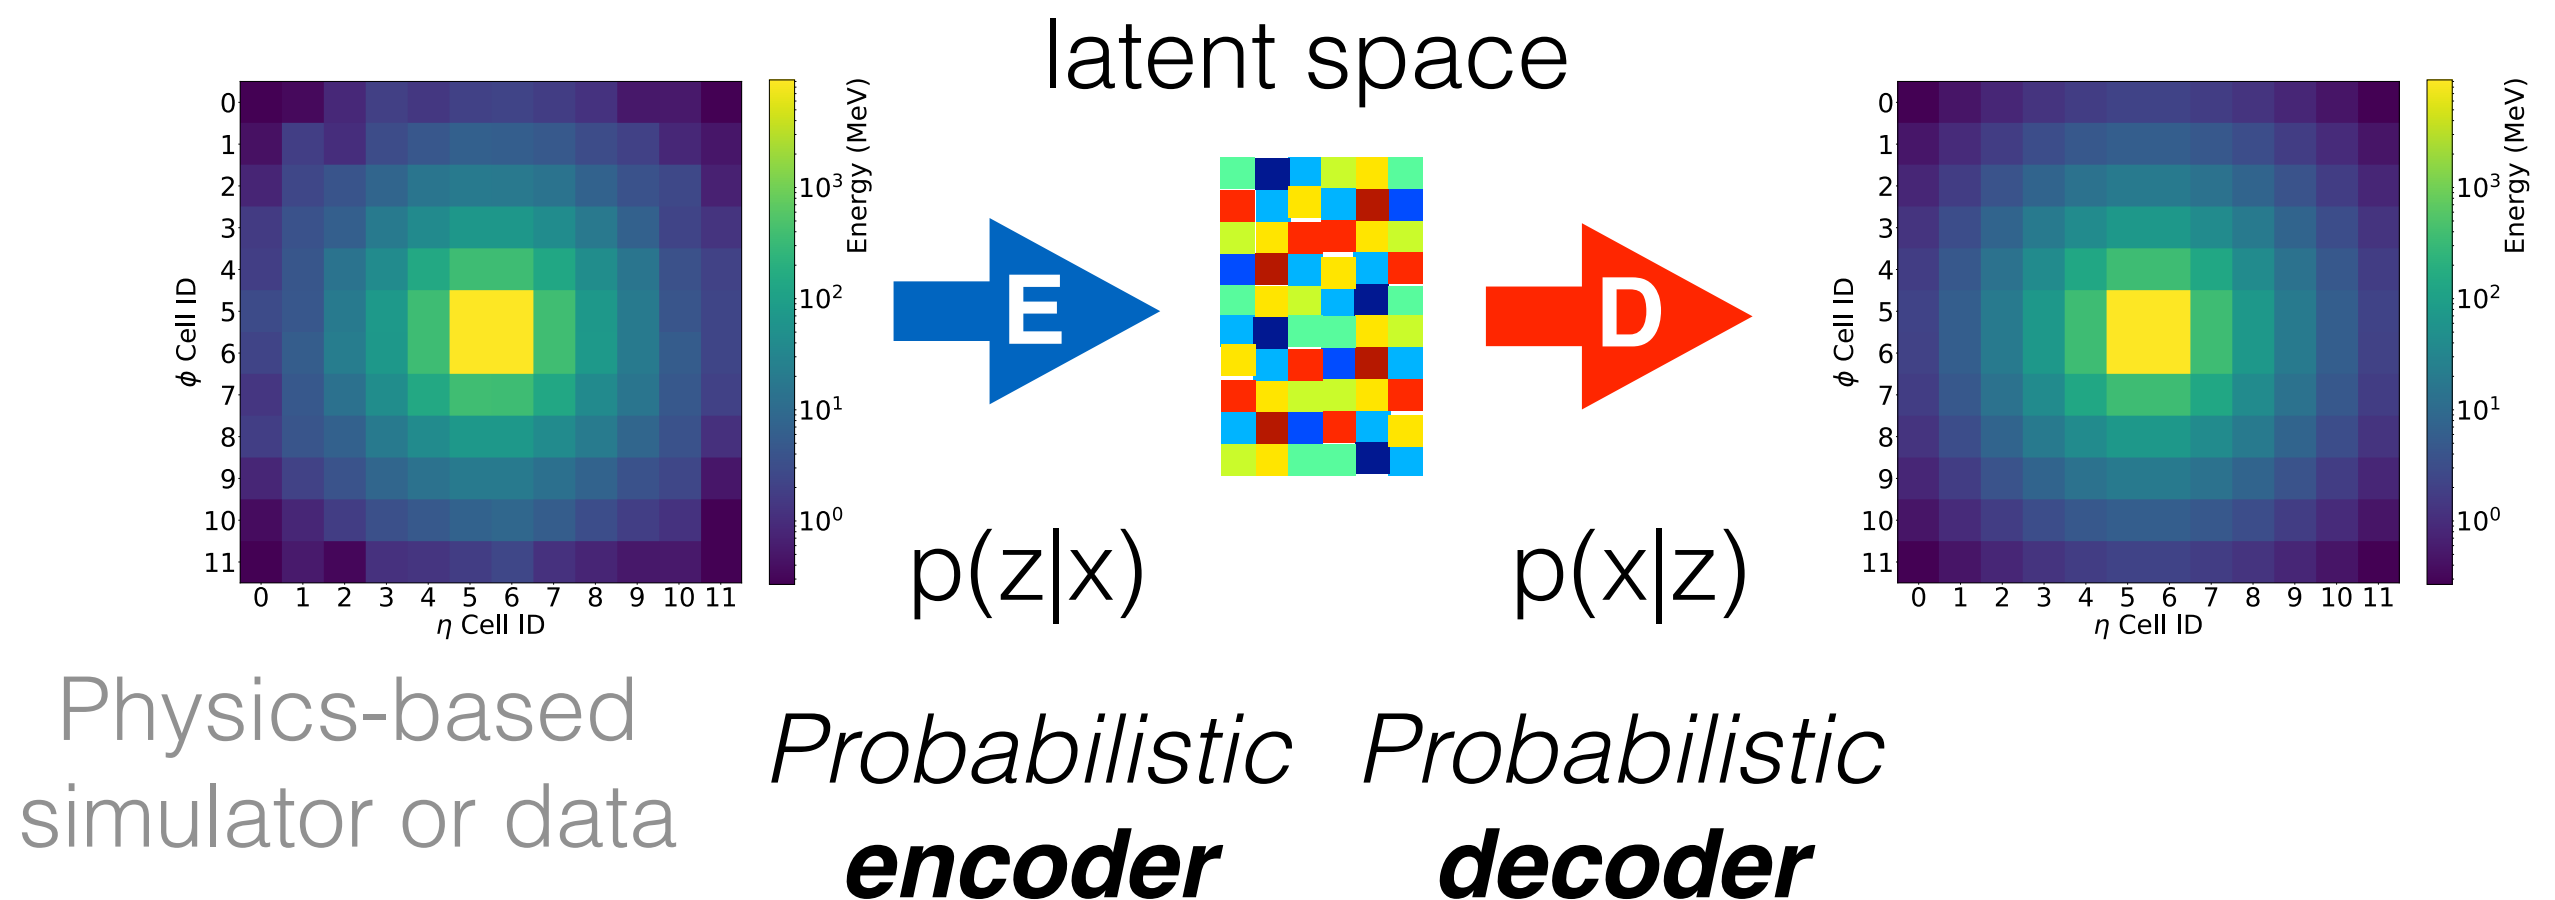 latent space
0
1
2
3
4
5
6
7
8
9
10
11
ϕ Cell ID
0 1 2 3 4 5 6 7 8 9 10 11
η Cell ID
10³
10²
10¹
10⁰
Energy (MeV)
E
D
0
1
2
3
4
5
6
7
8
9
10
11
ϕ Cell ID
0 1 2 3 4 5 6 7 8 9 10 11
η Cell ID
10³
10²
10¹
10⁰
Energy (MeV)
p(z|x)
p(x|z)
Physics-based
simulator or data
Probabilistic
encoder
Probabilistic
decoder